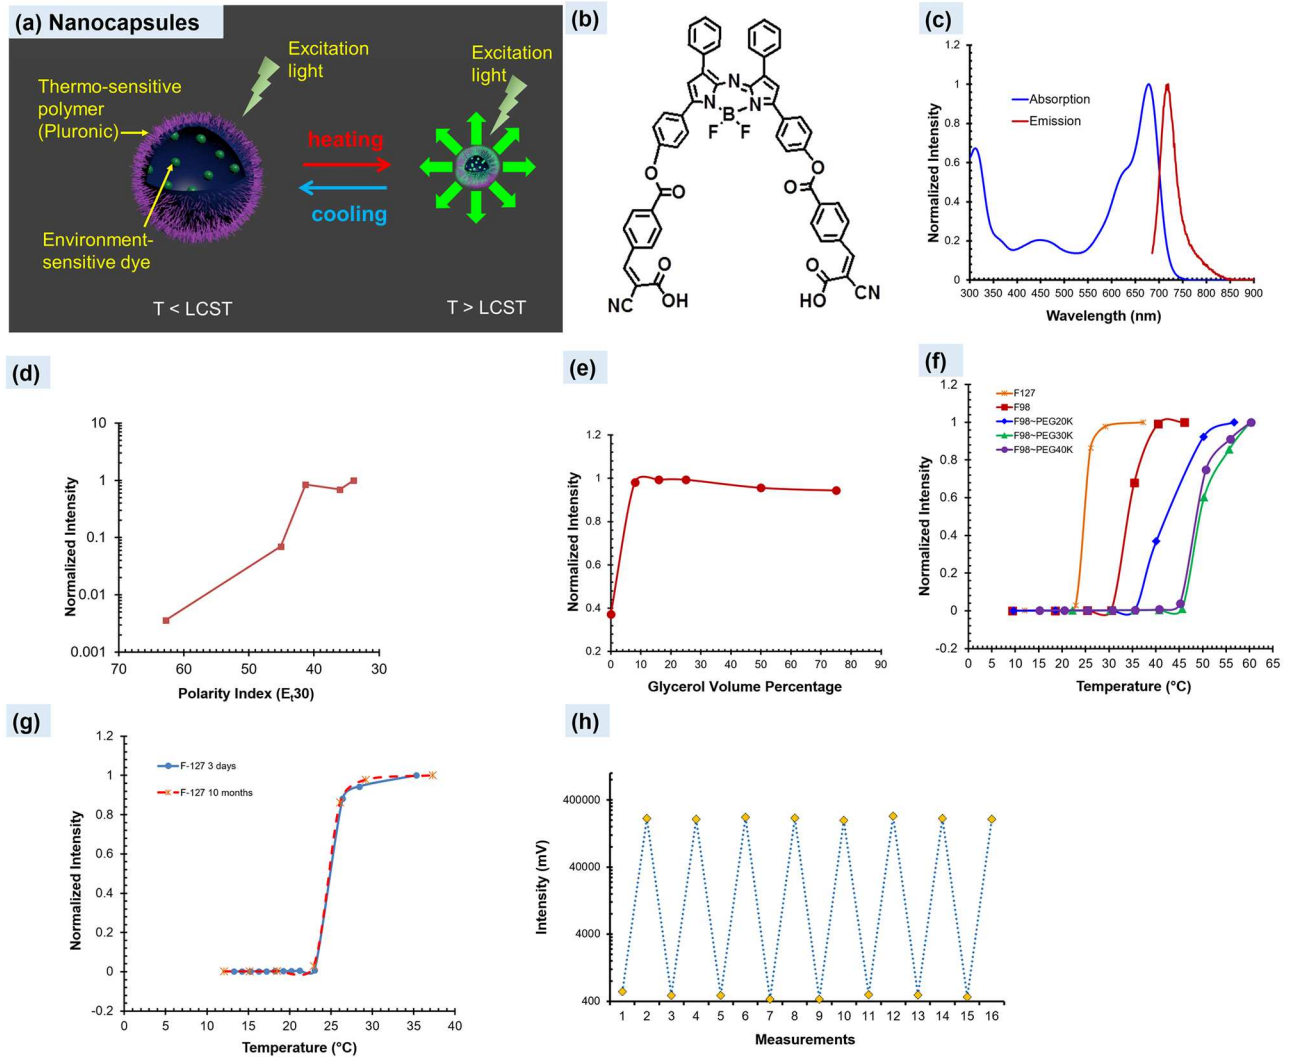 (a) Nanocapsules
Excitation
light
Thermo-sensitive
polymer
(Pluronic)
Environment-
sensitive dye
heating
cooling
Excitation
light
T < LCST
T > LCST
(b)
N
N
N
B
F
F
O
O
O
OH
NC
O
O
O
HO
CN
(c)
Normalized Intensity
1.2
1
0.8
0.6
0.4
0.2
0
Absorption
Emission
300 350 400 450 500 550 600 650 700 750 800 850 900
Wavelength (nm)
(d)
Normalized Intensity
10
1
0.1
0.01
0.001
70 60 50 40 30
Polarity Index (Et30)
(e)
Normalized Intensity
1.2
1
0.8
0.6
0.4
0.2
0 10 20 30 40 50 60 70 80 90
Glycerol Volume Percentage
(f)
Normalized Intensity
1.2
1
0.8
0.6
0.4
0.2
0
-0.2
F127
F98
F98~PEG20K
F98~PEG30K
F98~PEG40K
0 5 10 15 20 25 30 35 40 45 50 55 60 65
Temperature (°C)
(g)
Normalized Intensity
1.2
1
0.8
0.6
0.4
0.2
0
-0.2
F-127 3 days
F-127 10 months
0 5 10 15 20 25 30 35 40
Temperature (°C)
(h)
Intensity (mV)
400000
40000
4000
400
1 2 3 4 5 6 7 8 9 10 11 12 13 14 15 16
Measurements